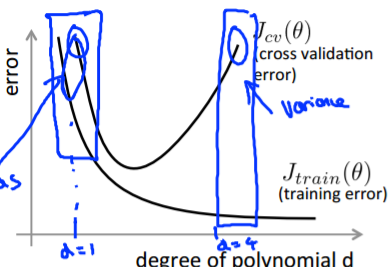 error
J_cv(θ)
(cross validation
error)
variance
as
J_train(θ)
(training error)
d=1
d=4
degree of polynomial d